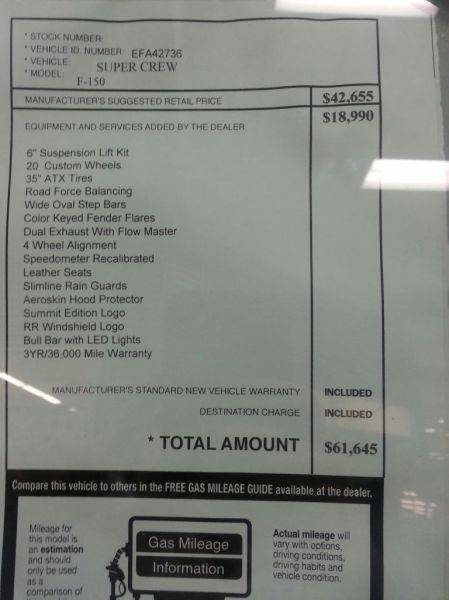 * STOCK NUMBER:
* VEHICLE ID. NUMBER: EFA42736
* VEHICLE: SUPER CREW
* MODEL: F-150
MANUFACTURER'S SUGGESTED RETAIL PRICE $42,655
$18,990
EQUIPMENT AND SERVICES ADDED BY THE DEALER
6" Suspension Lift Kit
20 Custom Wheels
35" ATX Tires
Road Force Balancing
Wide Oval Step Bars
Color Keyed Fender Flares
Dual Exhaust With Flow Master
4 Wheel Alignment
Speedometer Recalibrated
Leather Seats
Slimline Rain Guards
Aeroskin Hood Protector
Summit Edition Logo
RR Windshield Logo
Bull Bar with LED Lights
3YR/36,000 Mile Warranty
MANUFACTURER'S STANDARD NEW VEHICLE WARRANTY INCLUDED
DESTINATION CHARGE INCLUDED
* TOTAL AMOUNT $61,645
Compare this vehicle to others in the FREE GAS MILEAGE GUIDE available at the dealer.
Mileage for
this model is
an estimation
and should
only be used
as a
comparison of
Gas Mileage
Information
Actual mileage will
vary with options,
driving conditions,
driving habits and
vehicle condition.